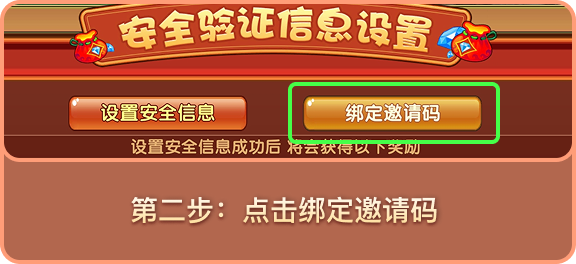 安全验证信息设置
设置安全信息 绑定邀请码
设置安全信息成功后 将会获得以下奖励
第二步：点击绑定邀请码